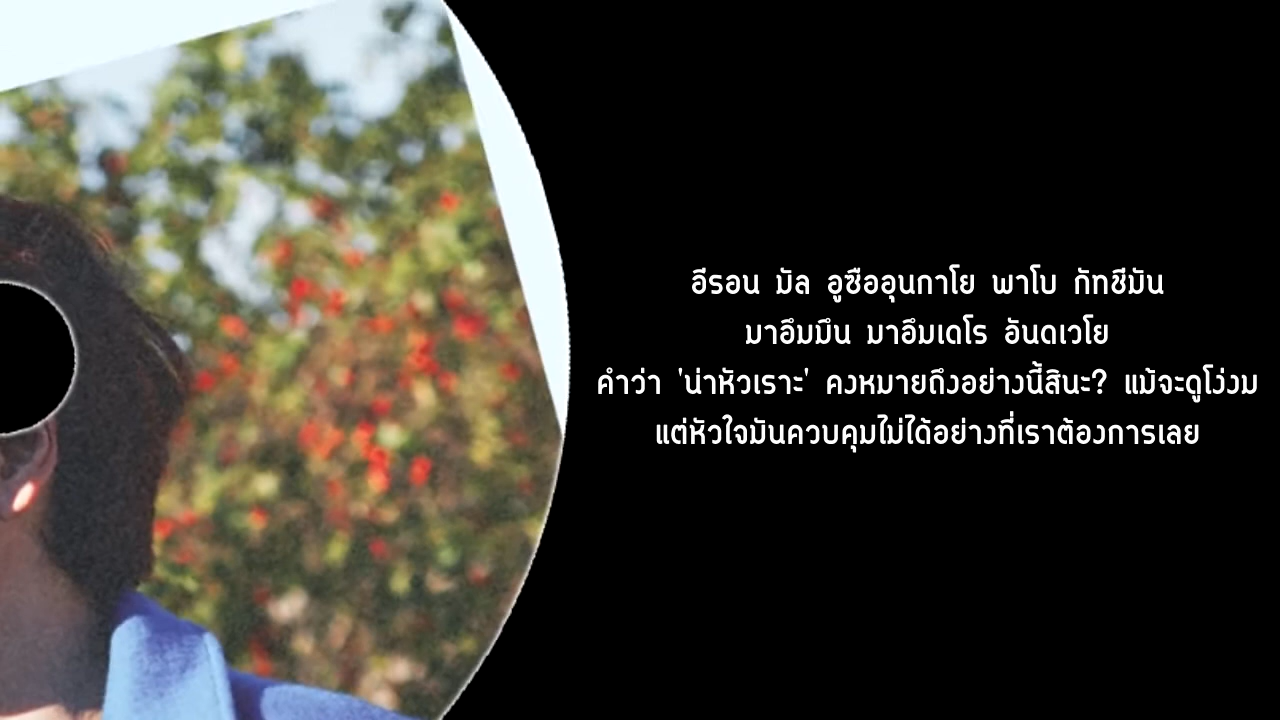 อีรอน มัล อูซืออุนกาโย พาโบ กัทชีมัน
มาอึมมึน มาอึมเดโร อันดเวโย
คำว่า 'น่าหัวเราะ' คงหมายถึงอย่างนี้สินะ? แม้จะดูโง่งม
แต่หัวใจมันควบคุมไม่ได้อย่างที่เราต้องการเลย